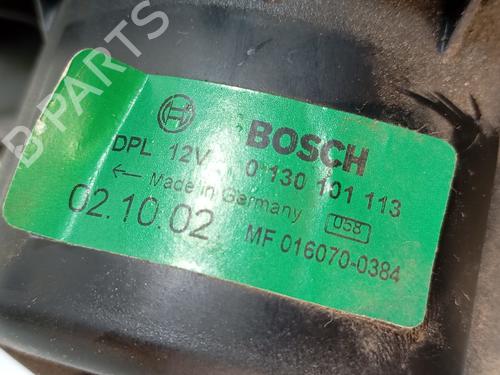 BOSCH
DPL 12V 0 130 101 113
← Made in Germany 058
02.10.02 MF 016070-0384
B-PARTS